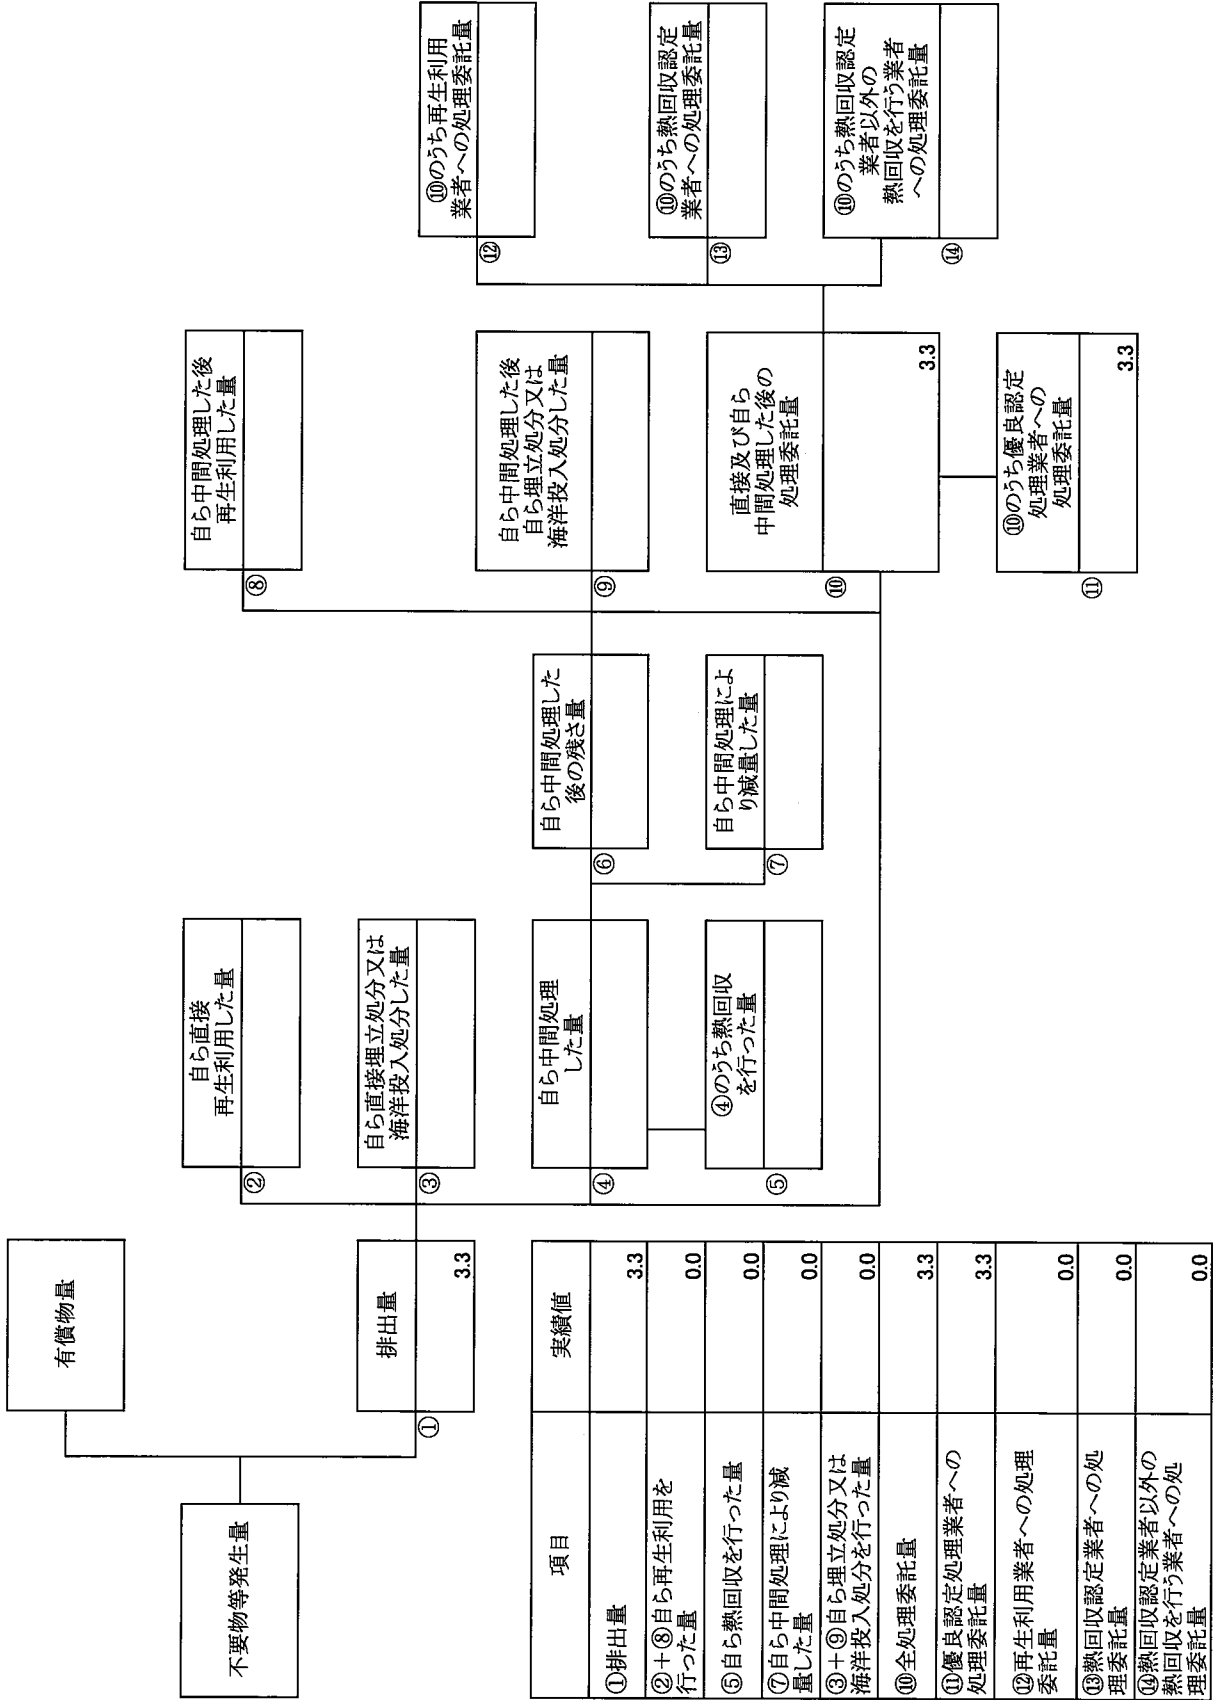 不要物等発生量
有償物量
①
排出量
3.3
②
自ら直接
再生利用した量
③
自ら直接埋立処分又は
海洋投入処分した量
④
自ら中間処理
した量
⑤
④のうち熱回収
を行った量
⑥
自ら中間処理した
後の残さ量
⑦
自ら中間処理によ
り減量した量
⑧
自ら中間処理した後
再生利用した量
⑨
自ら中間処理した後
自ら埋立処分又は
海洋投入処分した量
⑩
直接及び自ら
中間処理した後の
処理委託量
3.3
⑪
⑩のうち優良認定
処理業者への
処理委託量
3.3
⑫
⑩のうち再生利用
業者への処理委託量
⑬
⑩のうち熱回収認定
業者への処理委託量
⑭
⑩のうち熱回収認定
業者以外の
熱回収を行う業者
への処理委託量
項目 実績値
①排出量 3.3
②+⑧自ら再生利用を
行った量 0.0
⑤自ら熱回収を行った量 0.0
⑦自ら中間処理により減
量した量 0.0
③+⑨自ら埋立処分又は
海洋投入処分を行った量 0.0
⑩全処理委託量 3.3
⑪優良認定処理業者への
処理委託量 3.3
⑫再生利用業者への処理
委託量 0.0
⑬熱回収認定業者への処
理委託量 0.0
⑭熱回収認定業者以外の
熱回収を行う業者への処
理委託量 0.0